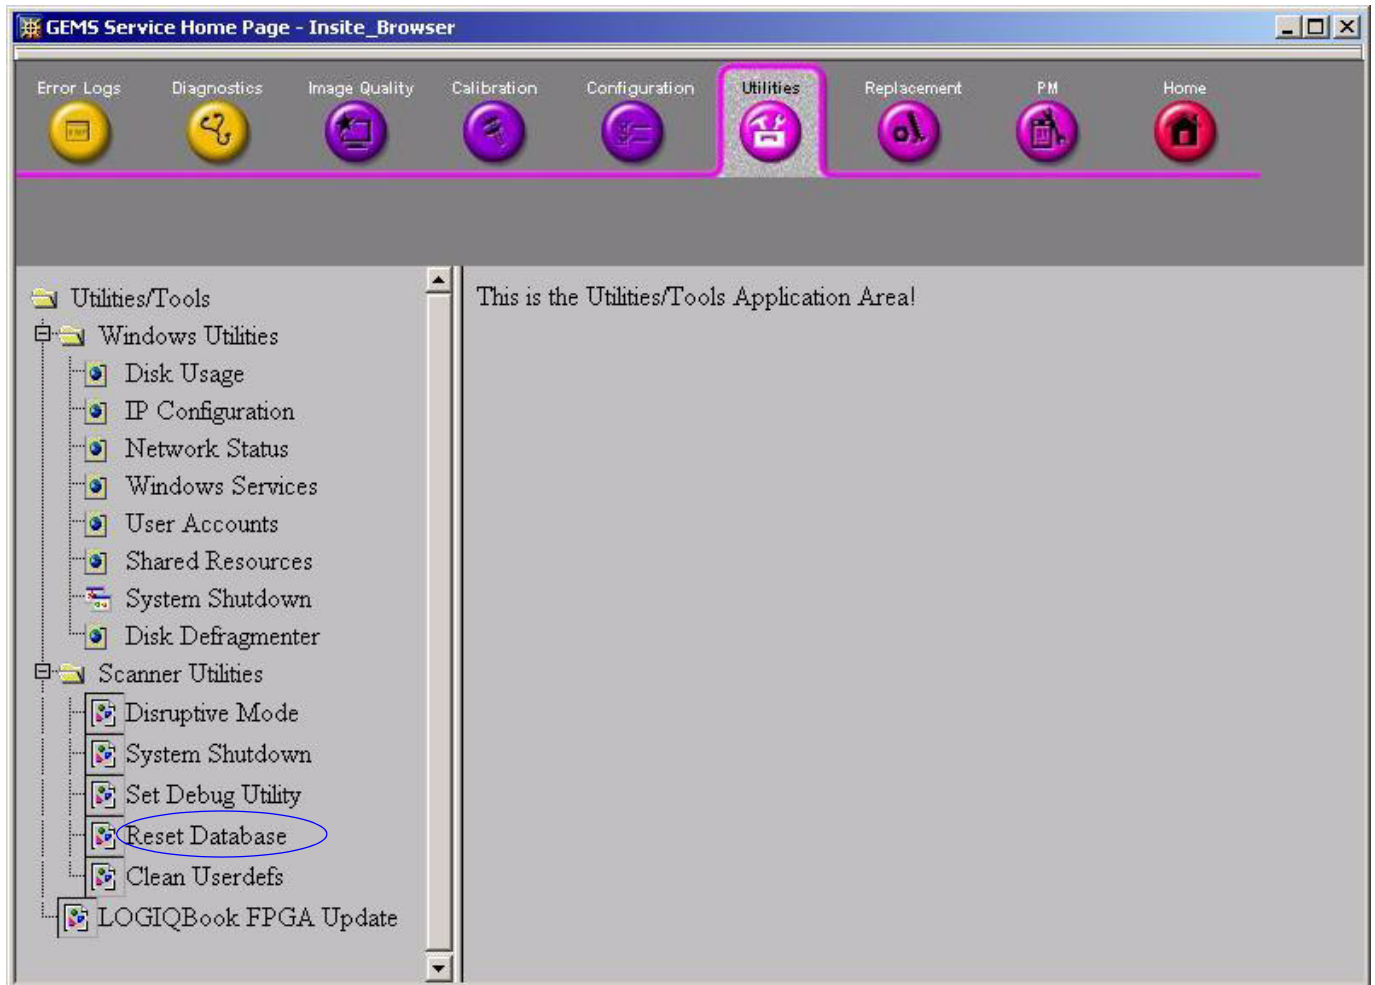 GEMS Service Home Page - Insite_Browser
Error Logs
Diagnostics
Image Quality
Calibration
Configuration
Utilities
Replacement
PM
Home
Utilities/Tools
Windows Utilities
Disk Usage
IP Configuration
Network Status
Windows Services
User Accounts
Shared Resources
System Shutdown
Disk Defragmenter
Scanner Utilities
Disruptive Mode
System Shutdown
Set Debug Utility
Reset Database
Clean Userdefs
LOGIQBook FPGA Update
This is the Utilities/Tools Application Area!